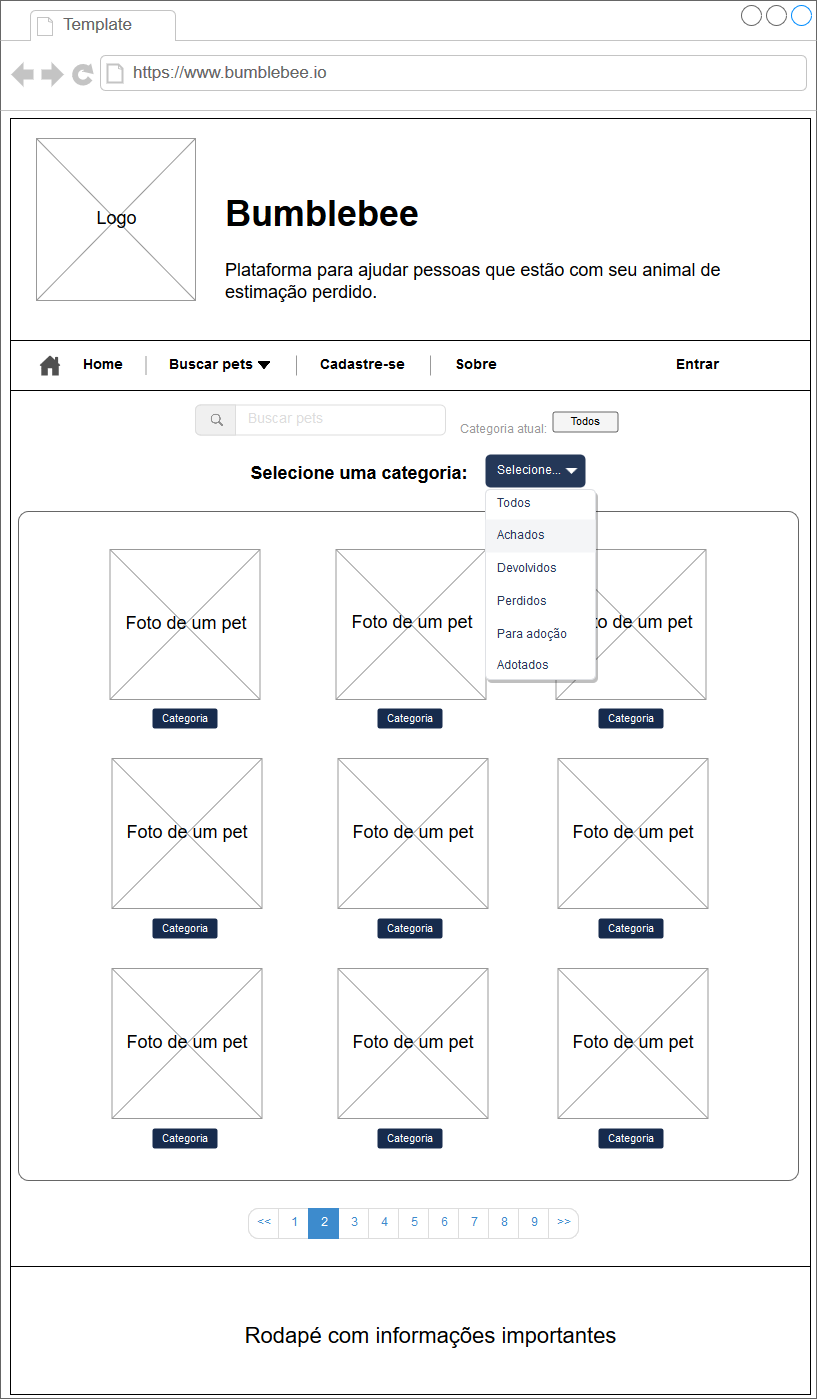 Template
https://www.bumblebee.io
Logo
Bumblebee
Plataforma para ajudar pessoas que estão com seu animal de
estimação perdido.
Home
Buscar pets
Cadastre-se
Sobre
Entrar
Buscar pets
Categoria atual:
Todos
Selecione uma categoria:
Selecione...
Todos
Achados
Devolvidos
Perdidos
Para adoção
Adotados
Foto de um pet
Foto de um pet
um pet
Categoria
Categoria
Categoria
Foto de um pet
Foto de um pet
Foto de um pet
Categoria
Categoria
Categoria
Foto de um pet
Foto de um pet
Foto de um pet
Categoria
Categoria
Categoria
<< 1 2 3 4 5 6 7 8 9 >>
Rodapé com informações importantes